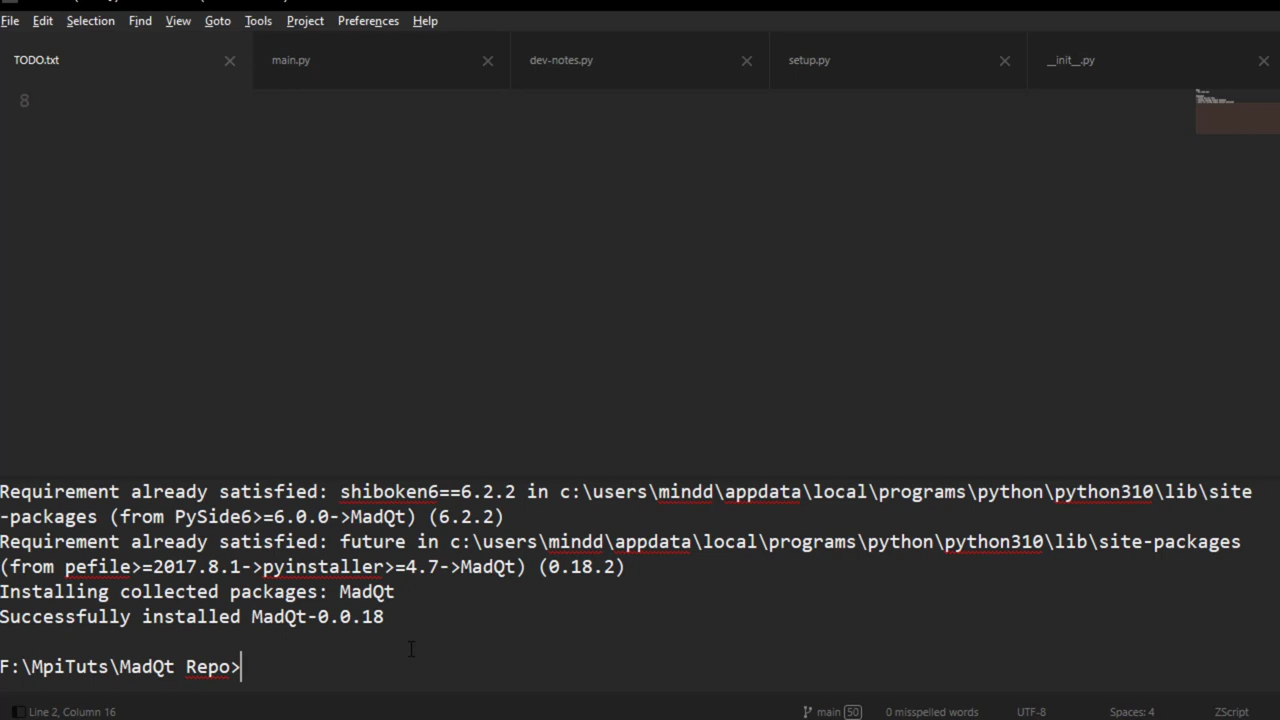 File Edit Selection Find View Goto Tools Project Preferences Help
TODO.txt main.py dev-notes.py setup.py __init__.py
8
Requirement already satisfied: shiboken6==6.2.2 in c:\users\mindd\appdata\local\programs\python\python310\lib\site
-packages (from PySide6>=6.0.0->MadQt) (6.2.2)
Requirement already satisfied: future in c:\users\mindd\appdata\local\programs\python\python310\lib\site-packages
(from pefile>=2017.8.1->pyinstaller>=4.7->MadQt) (0.18.2)
Installing collected packages: MadQt
Successfully installed MadQt-0.0.18
F:\MpiTuts\MadQt Repo>
Line 2, Column 16 main 50 0 misspelled words UTF-8 Spaces: 4 ZScript